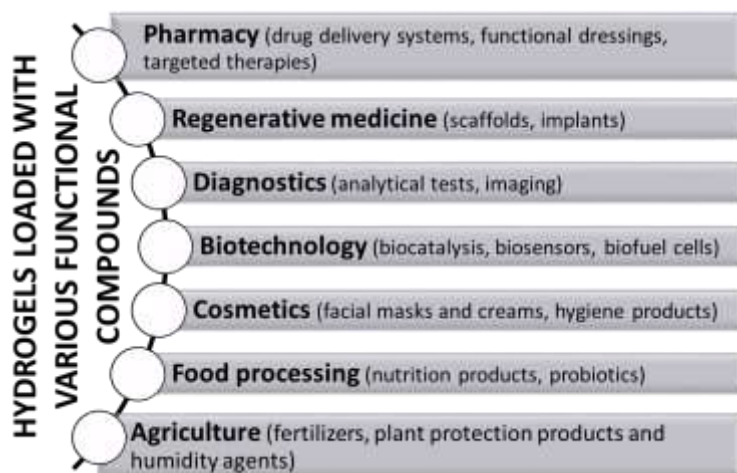 HYDROGELS LOADED WITH
VARIOUS FUNCTIONAL
COMPOUNDS
Pharmacy (drug delivery systems, functional dressings,
targeted therapies)
Regenerative medicine (scaffolds, implants)
Diagnostics (analytical tests, imaging)
Biotechnology (biocatalysis, biosensors, biofuel cells)
Cosmetics (facial masks and creams, hygiene products)
Food processing (nutrition products, probiotics)
Agriculture (fertilizers, plant protection products and
humidity agents)